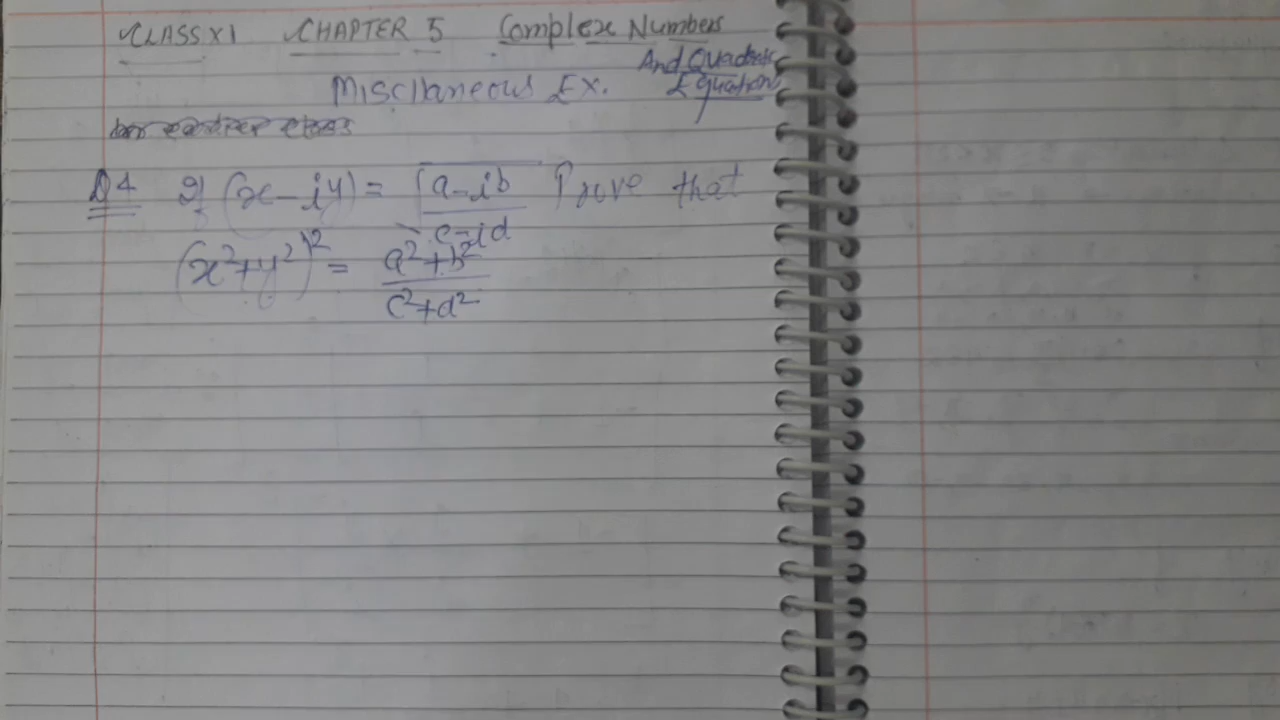 CLASS XI CHAPTER 5 Complex Numbers
And Quadratic
Miscllaneous Ex. Equations
Q4 If (x-iy) = √(a-ib / c-id) Prove that
(x²+y²)² = a²+b² / c²+d²